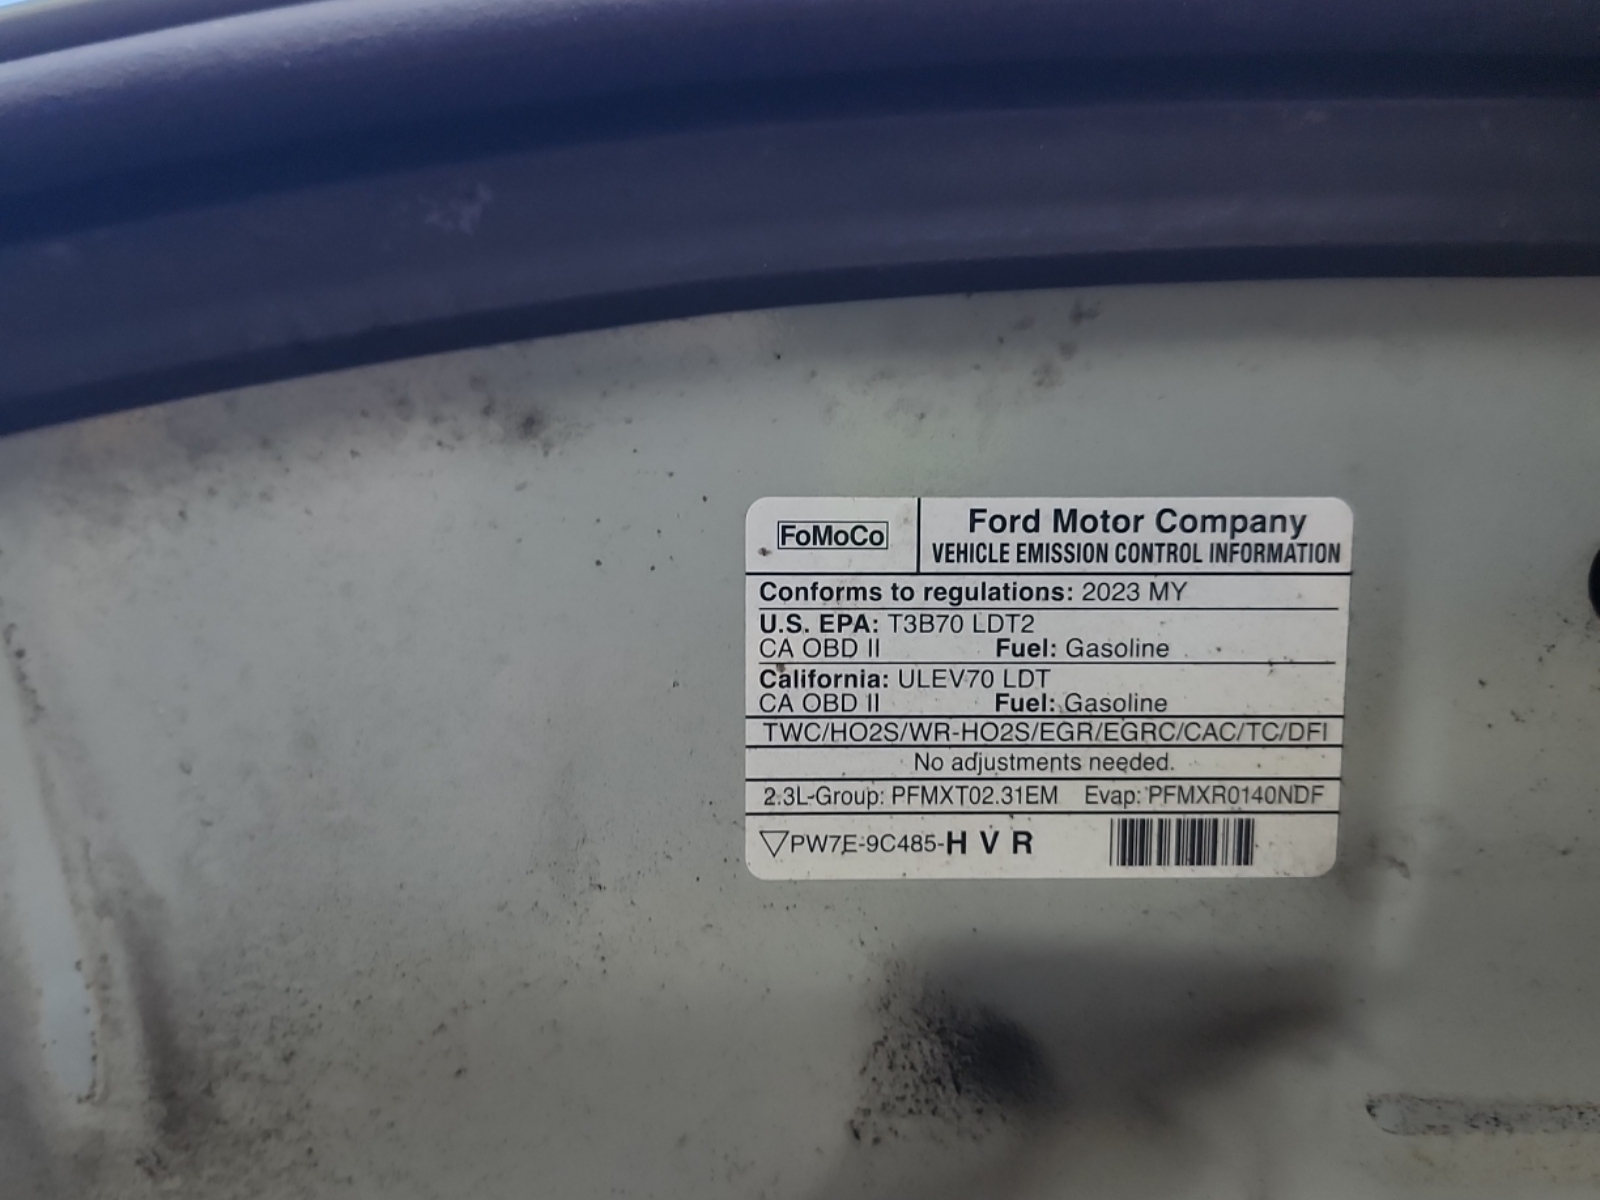 FoMoCo
Ford Motor Company
VEHICLE EMISSION CONTROL INFORMATION
Conforms to regulations: 2023 MY
U.S. EPA: T3B70 LDT2
CA OBD II Fuel: Gasoline
California: ULEV70 LDT
CA OBD II Fuel: Gasoline
TWC/HO2S/WR-HO2S/EGR/EGRC/CAC/TC/DFI
No adjustments needed.
2.3L-Group: PFMXT02.31EM Evap: PFMXR0140NDF
PW7E-9C485-H V R